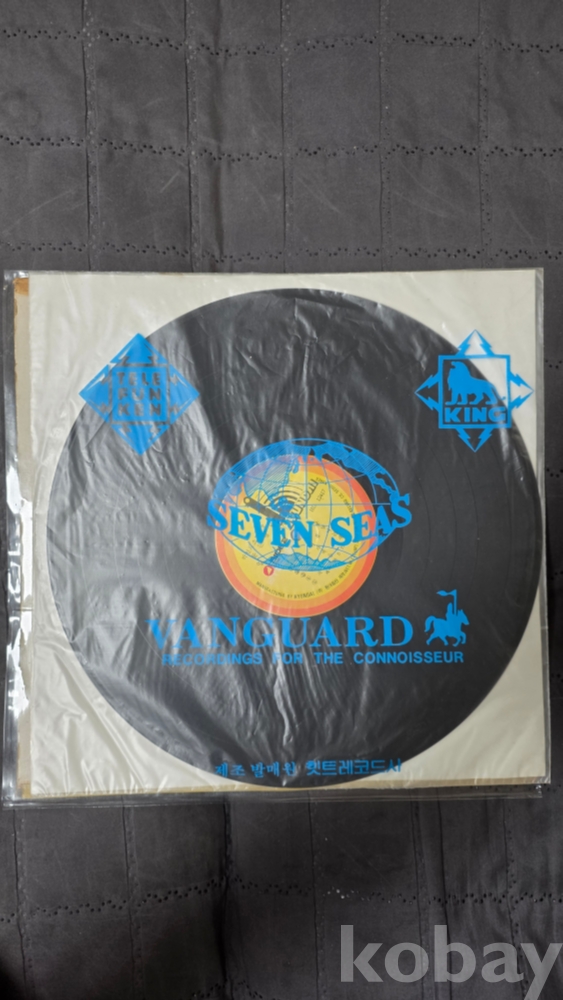 KING
SEVEN SEAS
VANGUARD
RECORDINGS FOR THE CONNOISSEUR
제조 발매원 힛트레코드사
kobay